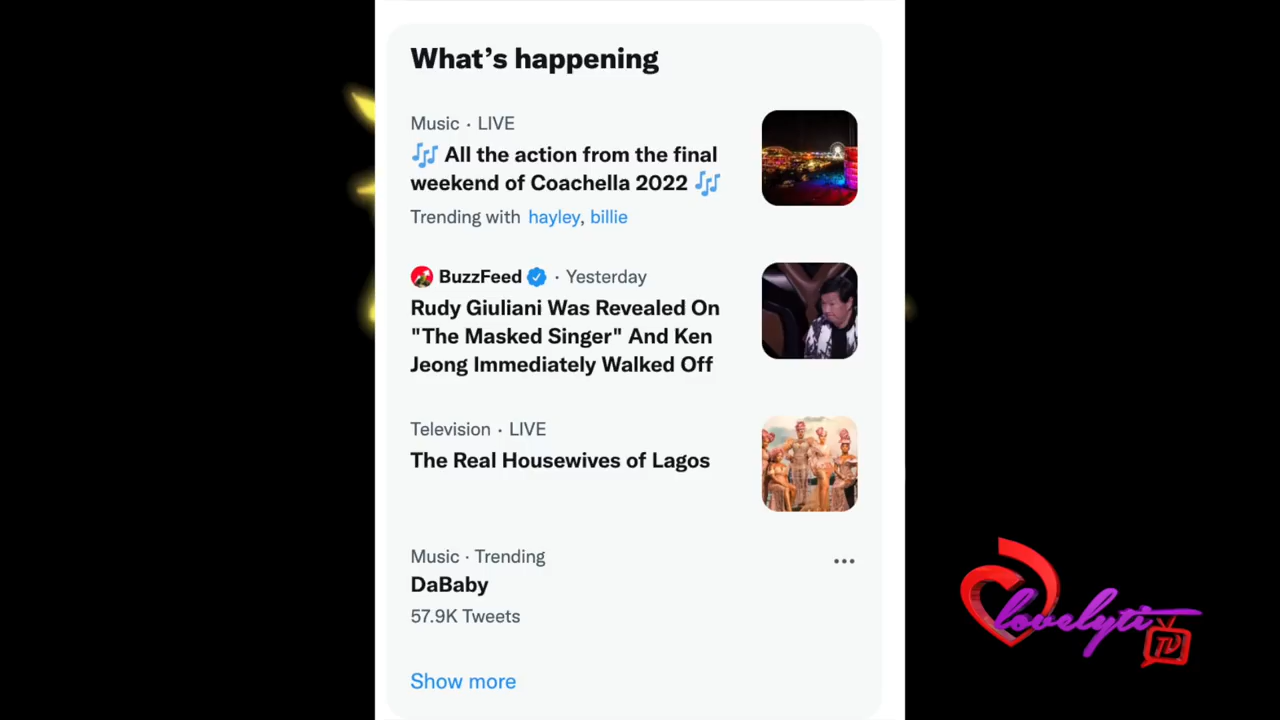 What's happening
Music · LIVE
🎶 All the action from the final
weekend of Coachella 2022 🎶
Trending with hayley, billie
BuzzFeed · Yesterday
Rudy Giuliani Was Revealed On
"The Masked Singer" And Ken
Jeong Immediately Walked Off
Television · LIVE
The Real Housewives of Lagos
Music · Trending
DaBaby
57.9K Tweets
Show more
lovelyti
TV